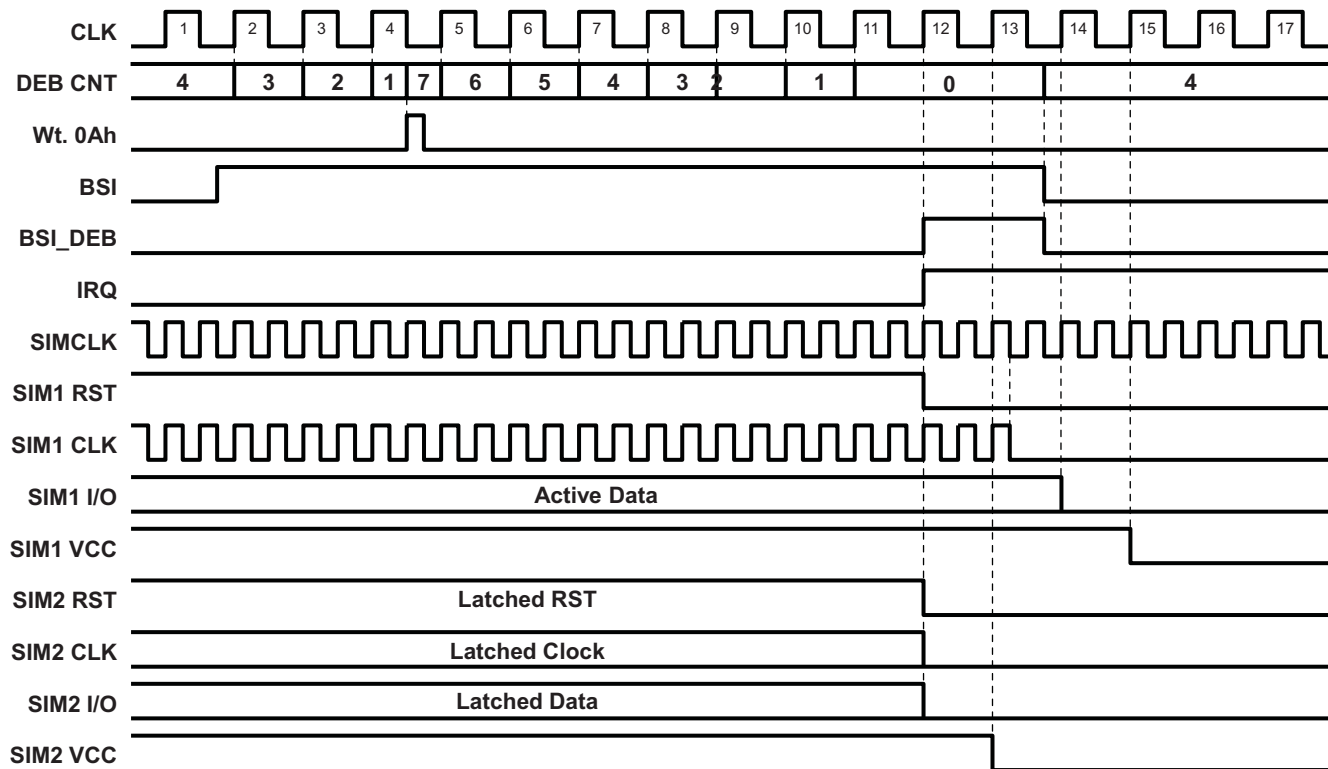 CLK 1 2 3 4 5 6 7 8 9 10 11 12 13 14 15 16 17
DEB CNT 4 3 2 1 7 6 5 4 3 2 1 0 4
Wt. 0Ah
BSI
BSI_DEB
IRQ
SIMCLK
SIM1 RST
SIM1 CLK
SIM1 I/O Active Data
SIM1 VCC
SIM2 RST Latched RST
SIM2 CLK Latched Clock
SIM2 I/O Latched Data
SIM2 VCC